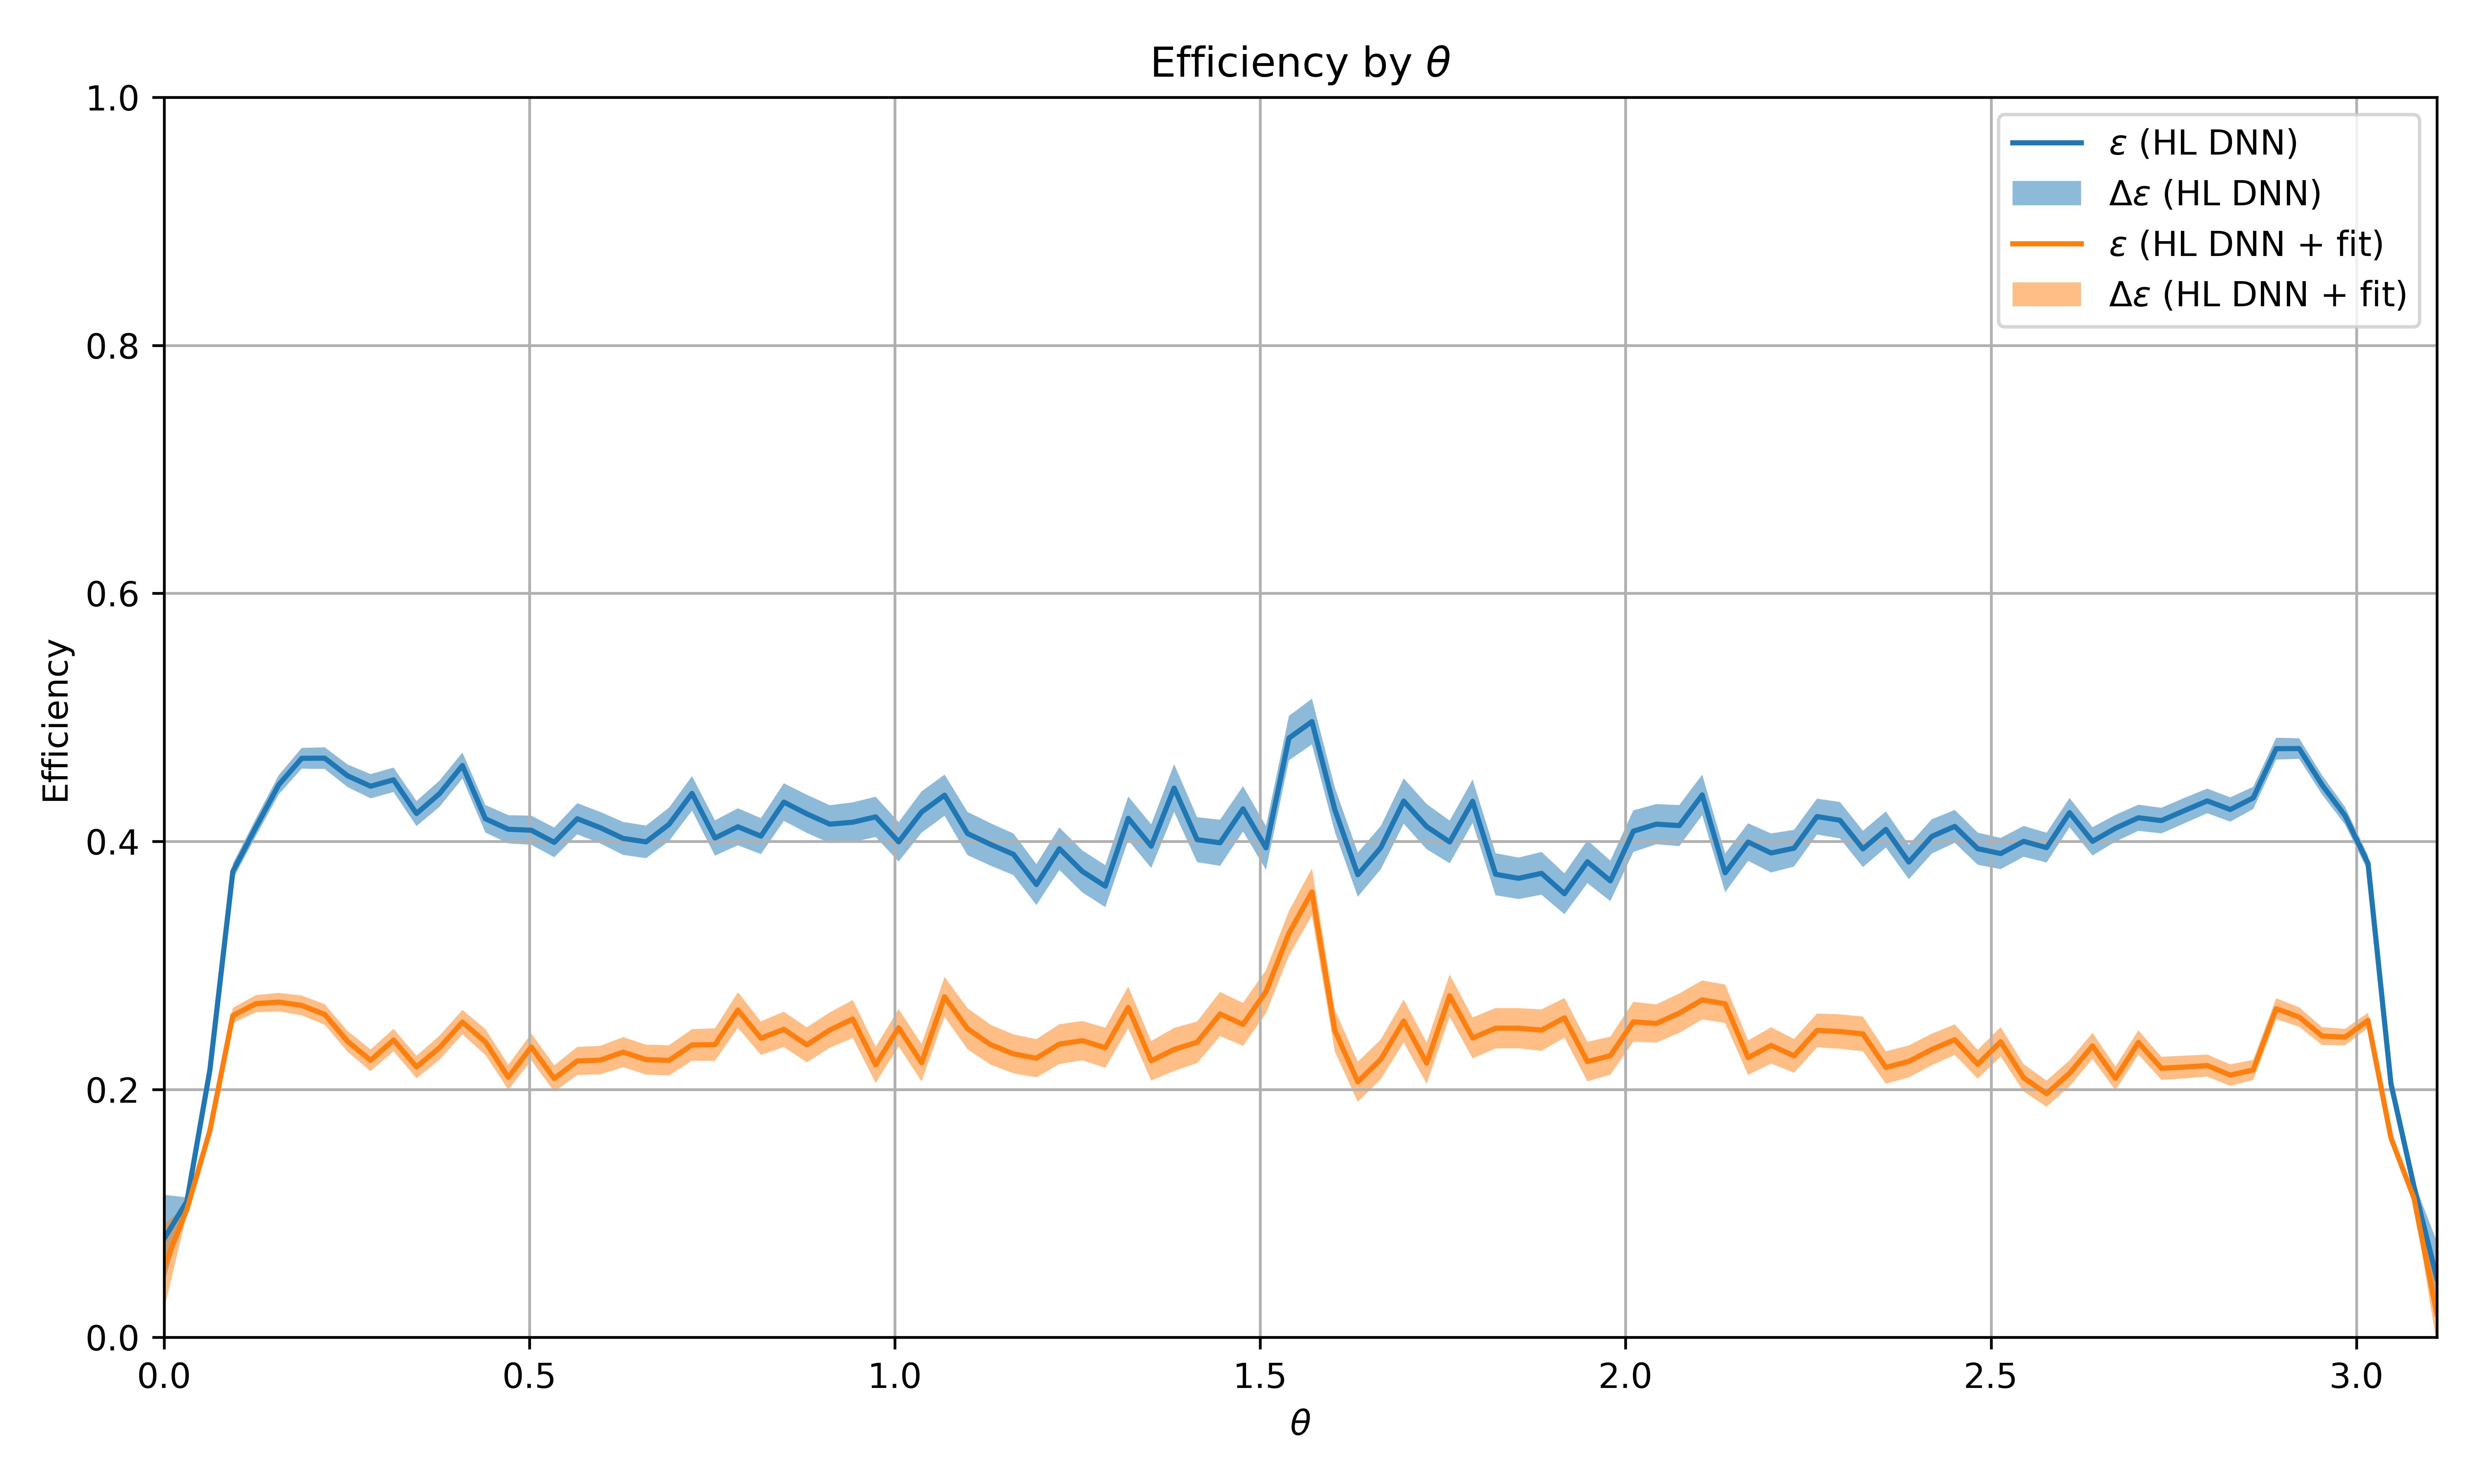 Efficiency by θ
1.0
0.8
0.6
0.4
0.2
0.0
Efficiency
ε (HL DNN)
Δε (HL DNN)
ε (HL DNN + fit)
Δε (HL DNN + fit)
0.0 0.5 1.0 1.5 2.0 2.5 3.0
θ